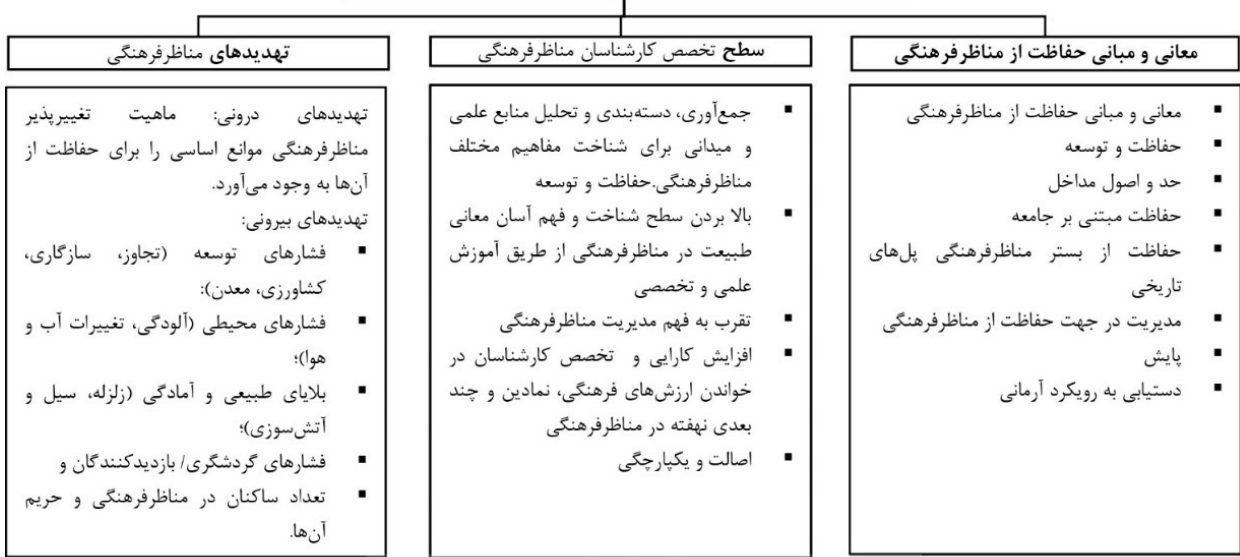 معانی و مبانی حفاظت از مناظرفرهنگی
▪ معانی و مبانی حفاظت از مناظرفرهنگی
▪ حفاظت و توسعه
▪ حد و اصول مداخل
▪ حفاظت مبتنی بر جامعه
▪ حفاظت از بستر مناظرفرهنگی پل‌های
تاریخی
▪ مدیریت در جهت حفاظت از مناظرفرهنگی
▪ پایش
▪ دستیابی به رویکرد آرمانی
سطح تخصص کارشناسان مناظرفرهنگی
▪ جمع‌آوری، دسته‌بندی و تحلیل منابع علمی
و میدانی برای شناخت مفاهیم مختلف
مناظرفرهنگی.حفاظت و توسعه
▪ بالا بردن سطح شناخت و فهم آسان معانی
طبیعت در مناظرفرهنگی از طریق آموزش
علمی و تخصصی
▪ تقرب به فهم مدیریت مناظرفرهنگی
▪ افزایش کارایی و تخصص کارشناسان در
خواندن ارزش‌های فرهنگی، نمادین و چند
بعدی نهفته در مناظرفرهنگی
▪ اصالت و یکپارچگی
تهدیدهای مناظرفرهنگی
تهدیدهای درونی: ماهیت تغییرپذیر
مناظرفرهنگی موانع اساسی را برای حفاظت از
آن‌ها به وجود می‌آورد.
تهدیدهای بیرونی:
▪ فشارهای توسعه (تجاوز، سازگاری،
کشاورزی، معدن):
▪ فشارهای محیطی (آلودگی، تغییرات آب و
هوا)؛
▪ بلایای طبیعی و آمادگی (زلزله، سیل و
آتش‌سوزی)؛
▪ فشارهای گردشگری/ بازدیدکنندگان و
▪ تعداد ساکنان در مناظرفرهنگی و حریم
آن‌ها.